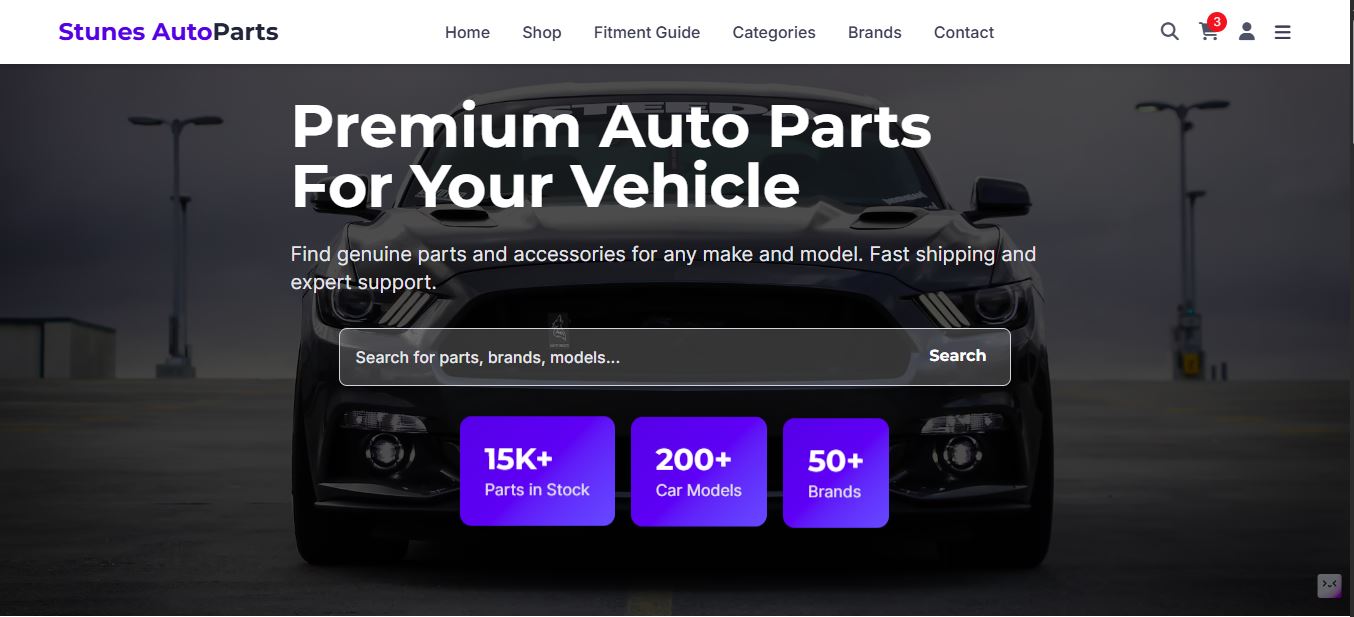 Stunes AutoParts
Home Shop Fitment Guide Categories Brands Contact
3
Premium Auto Parts
For Your Vehicle
Find genuine parts and accessories for any make and model. Fast shipping and
expert support.
Search for parts, brands, models...
Search
15K+
Parts in Stock
200+
Car Models
50+
Brands